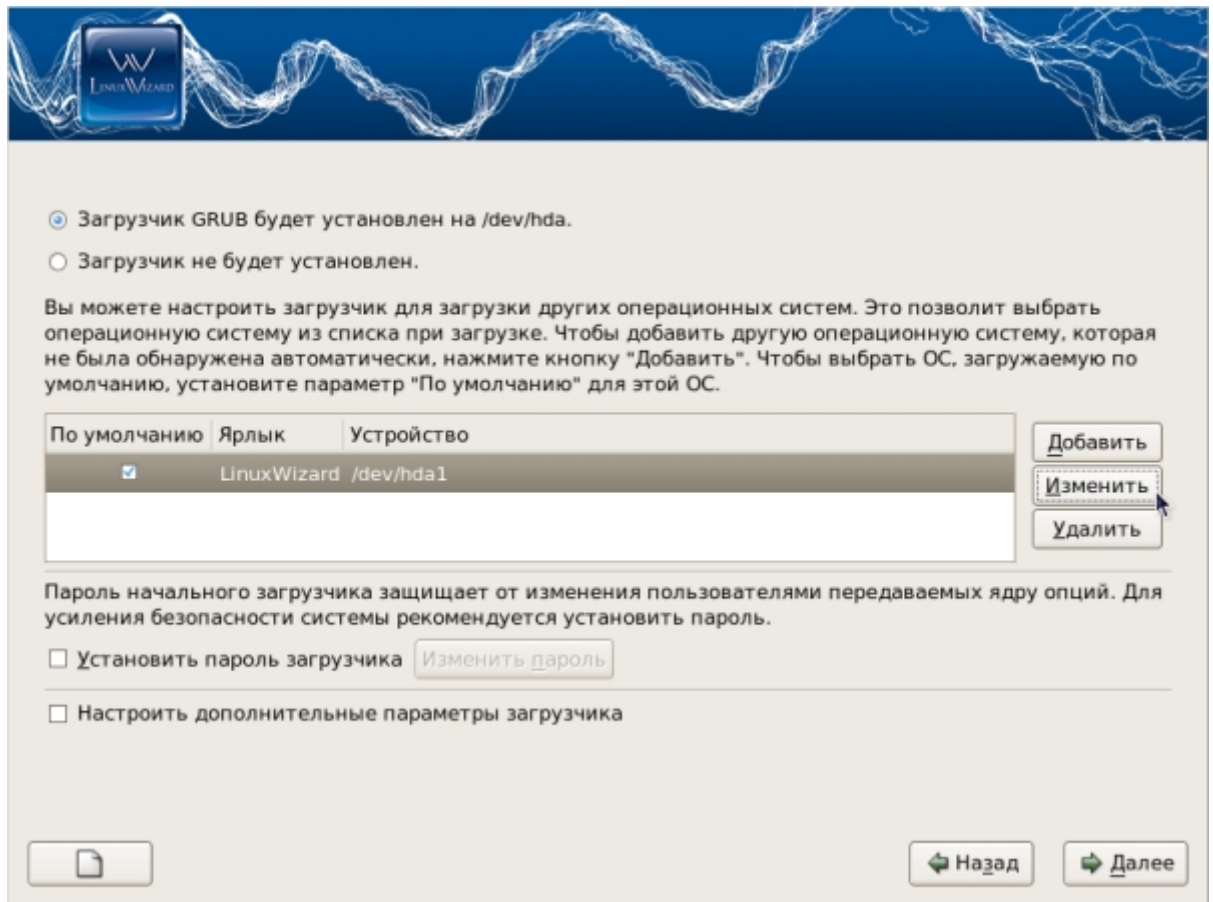 LINUXWIZARD
Загрузчик GRUB будет установлен на /dev/hda.
Загрузчик не будет установлен.
Вы можете настроить загрузчик для загрузки других операционных систем. Это позволит выбрать
операционную систему из списка при загрузке. Чтобы добавить другую операционную систему, которая
не была обнаружена автоматически, нажмите кнопку "Добавить". Чтобы выбрать ОС, загружаемую по
умолчанию, установите параметр "По умолчанию" для этой ОС.
По умолчанию Ярлык Устройство
LinuxWizard /dev/hda1
Добавить
Изменить
Удалить
Пароль начального загрузчика защищает от изменения пользователями передаваемых ядру опций. Для
усиления безопасности системы рекомендуется установить пароль.
Установить пароль загрузчика Изменить пароль
Настроить дополнительные параметры загрузчика
Назад Далее